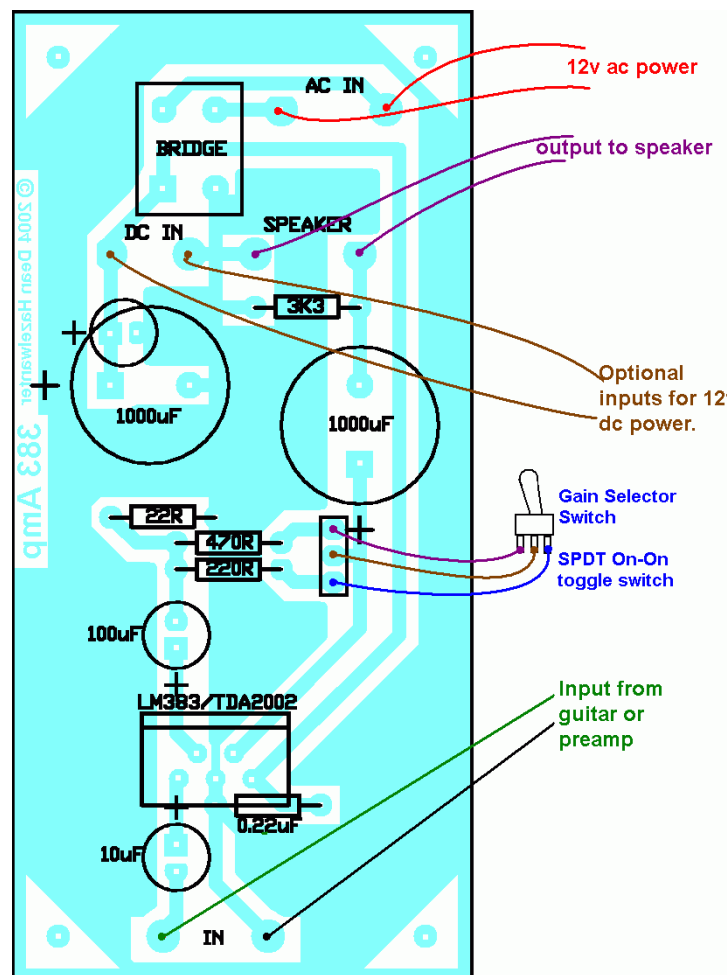 AC IN
12v ac power
BRIDGE
output to speaker
SPEAKER
DC IN
© 2004 Dean Hazelwanter
383 Amp
3K3
1000uF
1000uF
Optional
inputs for 12v
dc power.
Gain Selector
Switch
SPDT On-On
toggle switch
22R
470R
220R
100uF
LM383/TDA2002
Input from
guitar or
preamp
0.22uF
10uF
IN